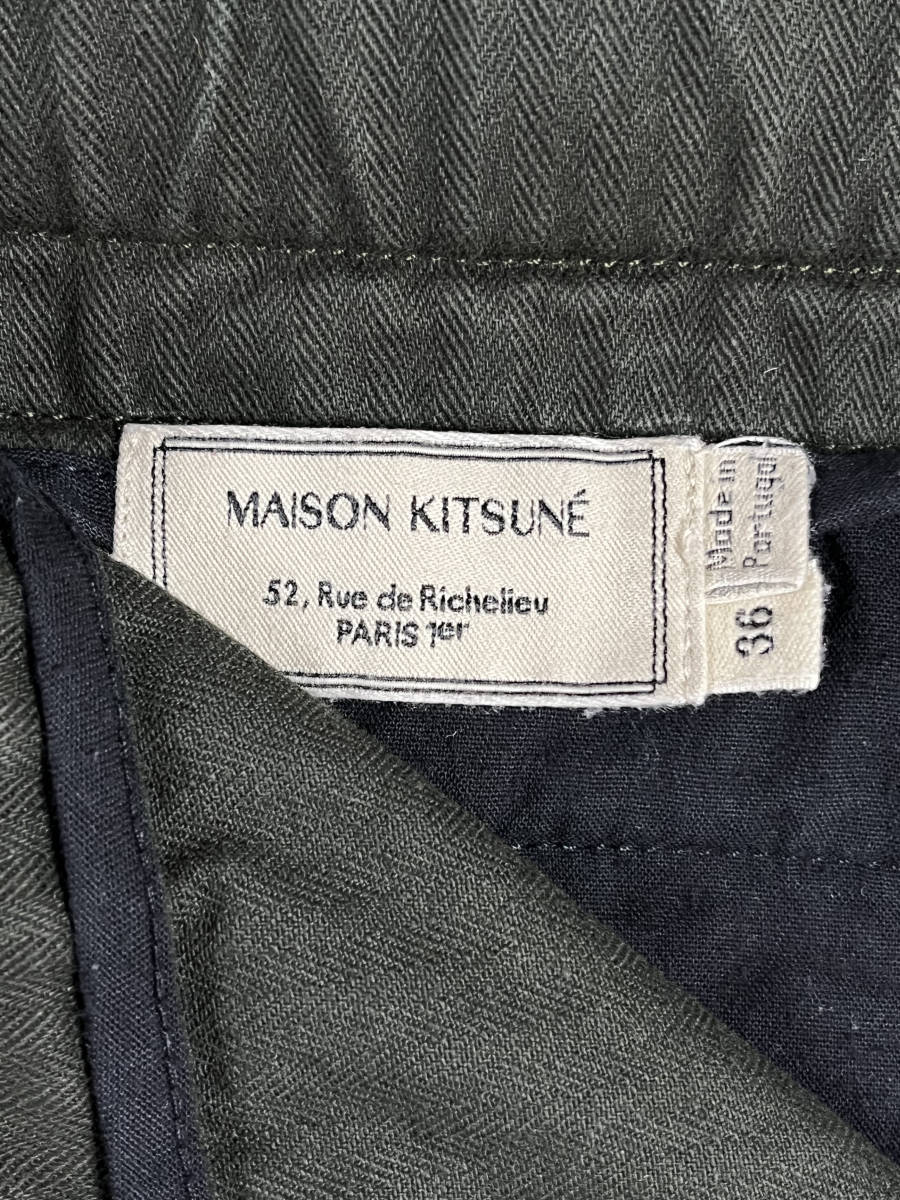 MAISON KITSUNÉ
52, Rue de Richelieu
PARIS 1er
Made in
Portugal
36